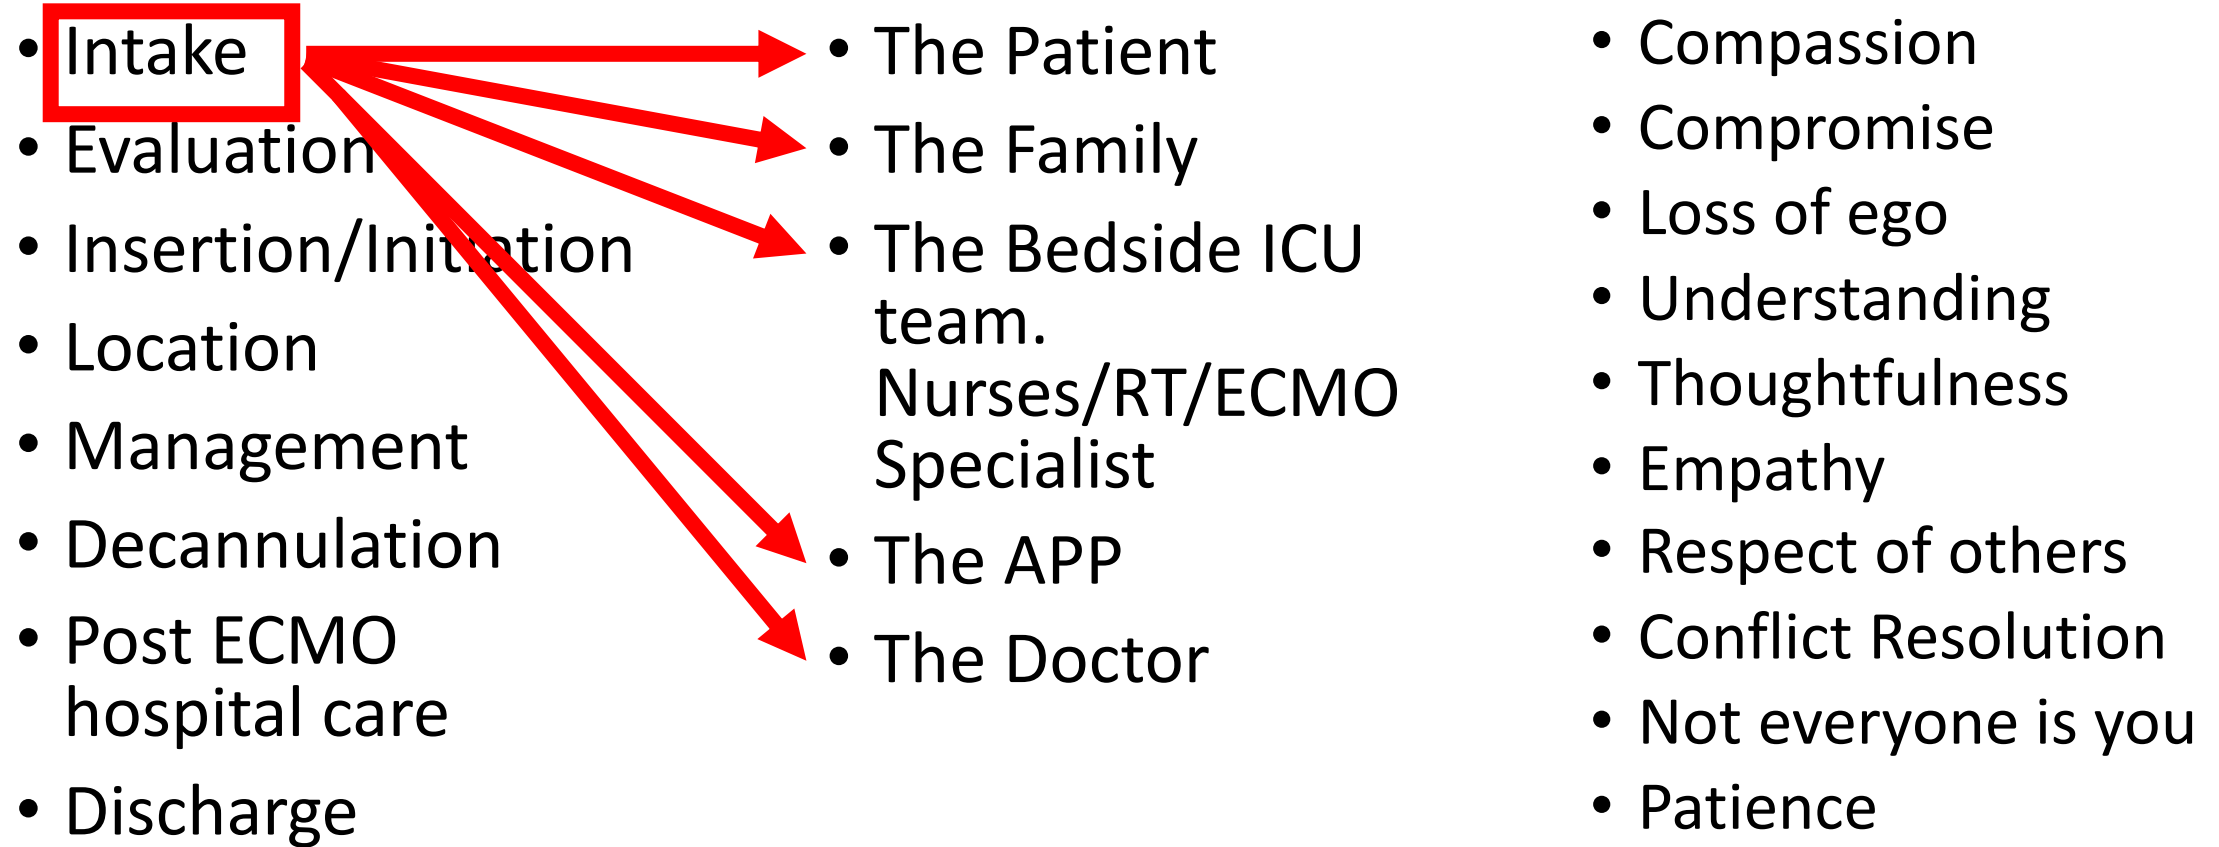 • Intake
• Evaluation
• Insertion/Initiation
• Location
• Management
• Decannulation
• Post ECMO
hospital care
• Discharge
• The Patient
• The Family
• The Bedside ICU
team.
Nurses/RT/ECMO
Specialist
• The APP
• The Doctor
• Compassion
• Compromise
• Loss of ego
• Understanding
• Thoughtfulness
• Empathy
• Respect of others
• Conflict Resolution
• Not everyone is you
• Patience